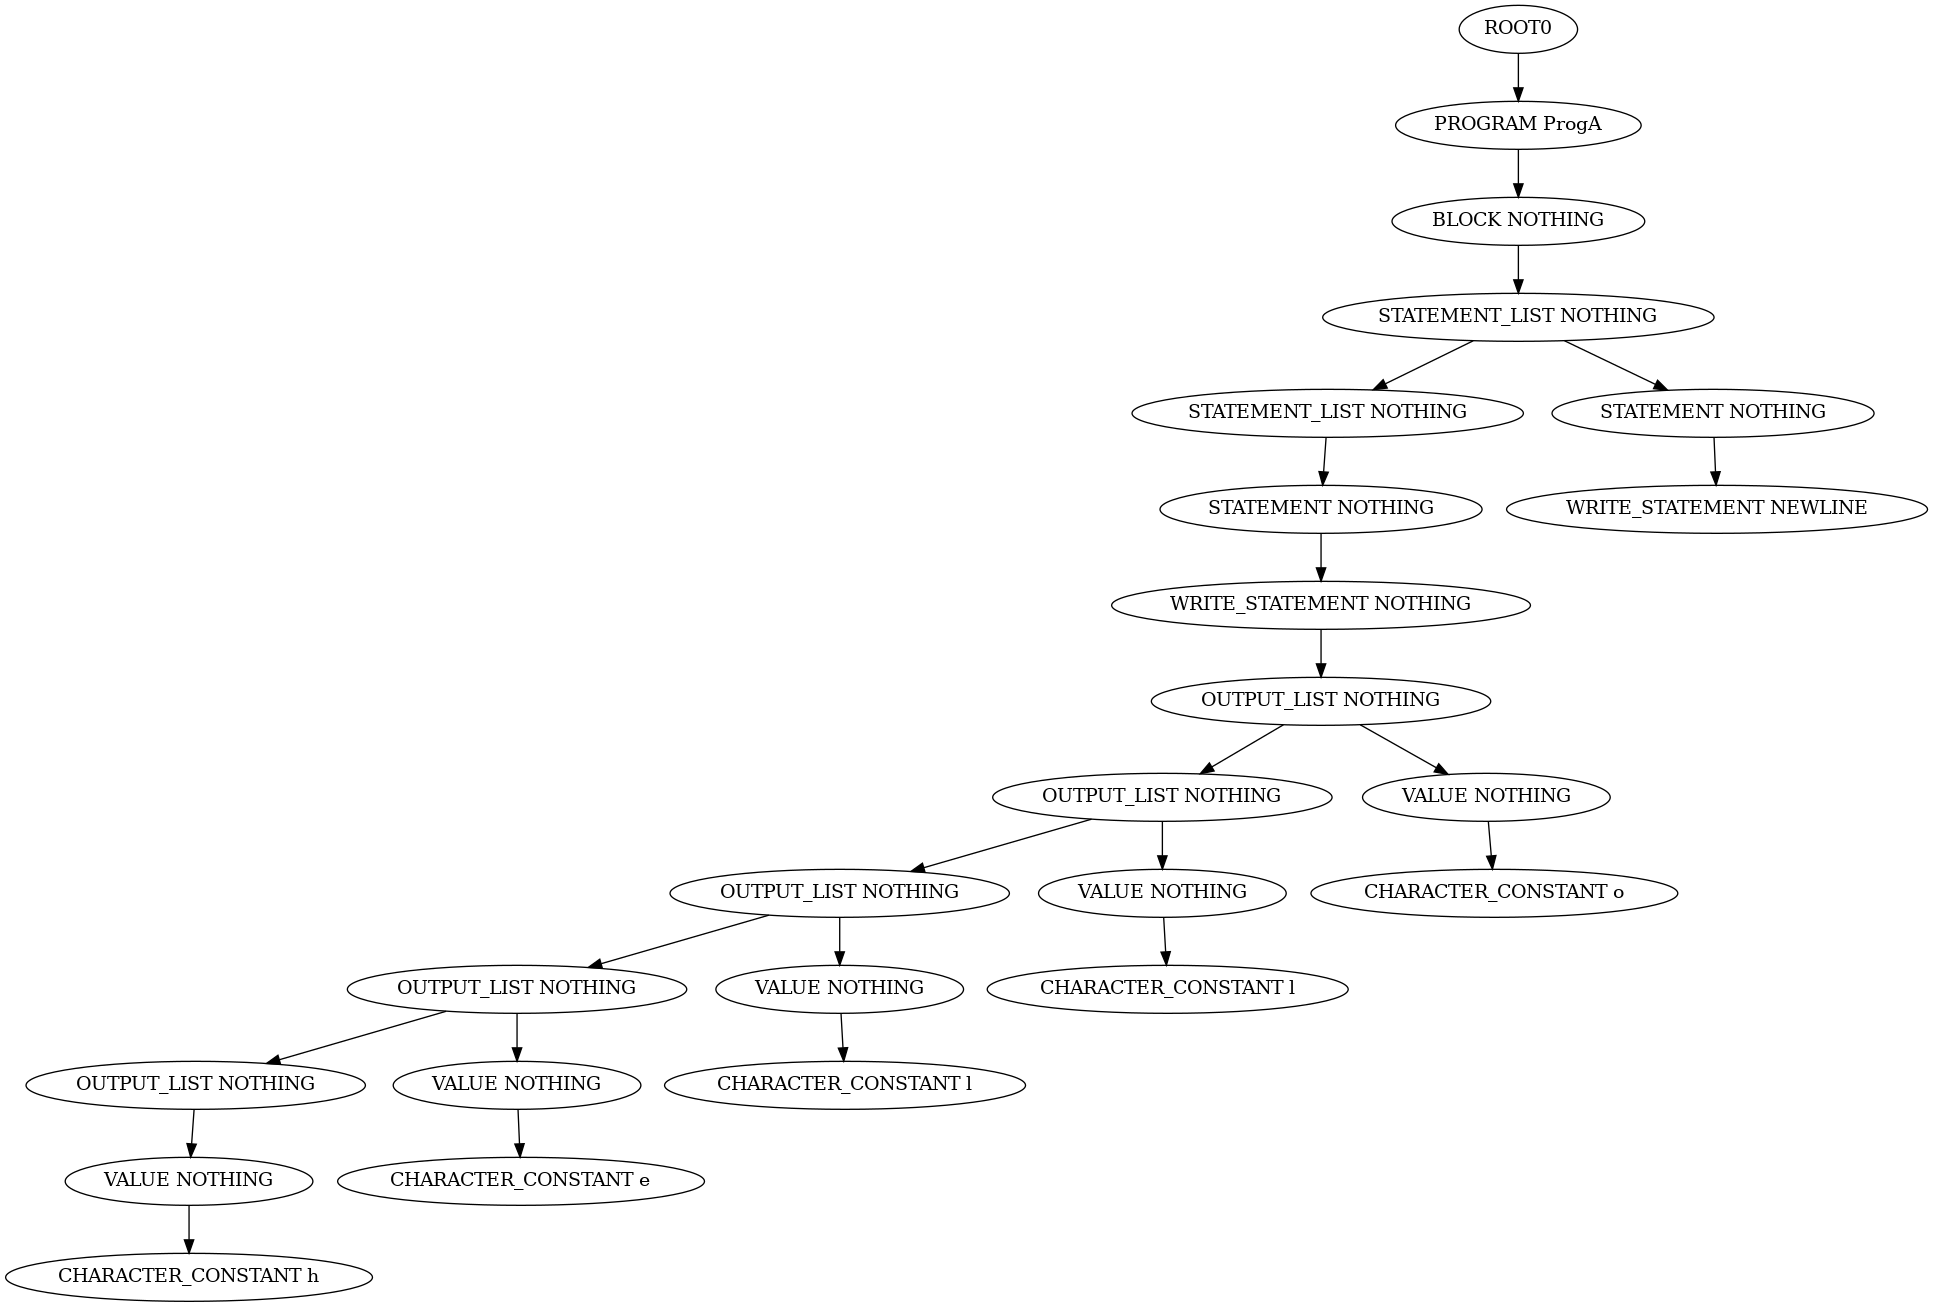 ROOT0
PROGRAM ProgA
BLOCK NOTHING
STATEMENT_LIST NOTHING
STATEMENT_LIST NOTHING
STATEMENT NOTHING
STATEMENT NOTHING
WRITE_STATEMENT NEWLINE
WRITE_STATEMENT NOTHING
OUTPUT_LIST NOTHING
OUTPUT_LIST NOTHING
VALUE NOTHING
OUTPUT_LIST NOTHING
VALUE NOTHING
CHARACTER_CONSTANT o
OUTPUT_LIST NOTHING
VALUE NOTHING
CHARACTER_CONSTANT l
OUTPUT_LIST NOTHING
VALUE NOTHING
CHARACTER_CONSTANT l
VALUE NOTHING
CHARACTER_CONSTANT e
CHARACTER_CONSTANT h